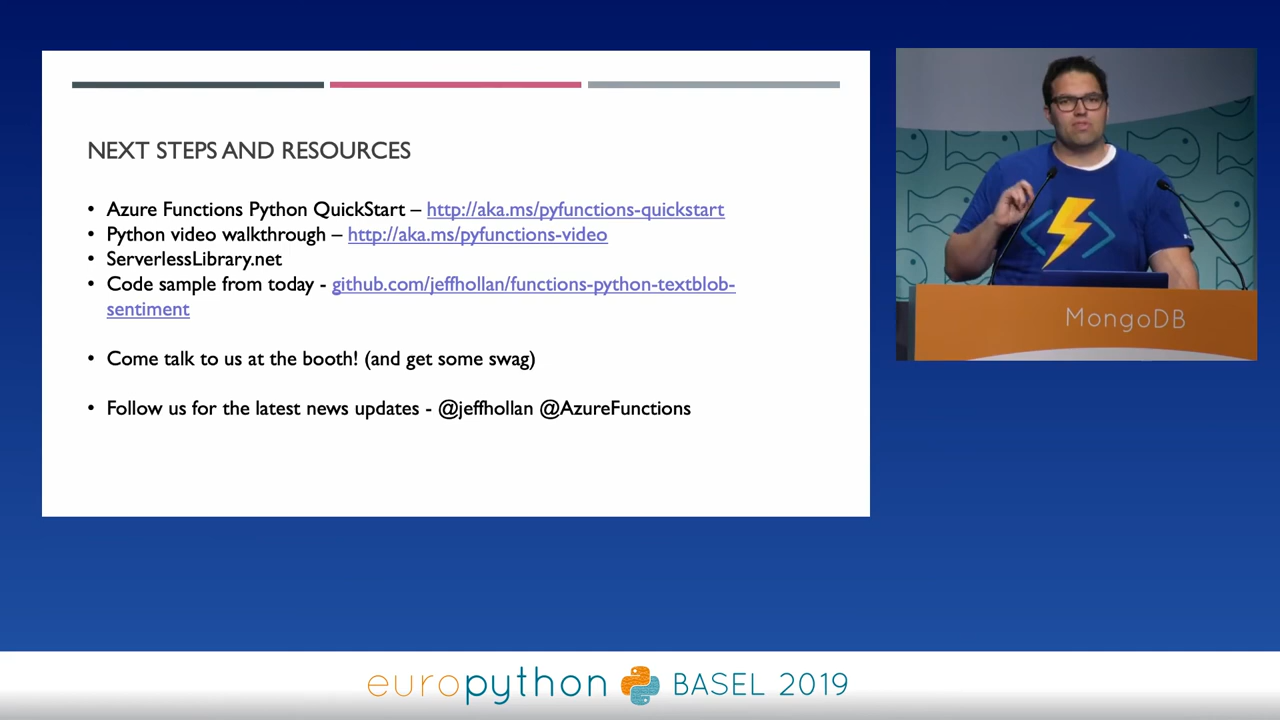 NEXT STEPS AND RESOURCES
• Azure Functions Python QuickStart – http://aka.ms/pyfunctions-quickstart
• Python video walkthrough – http://aka.ms/pyfunctions-video
• ServerlessLibrary.net
• Code sample from today - github.com/jeffhollan/functions-python-textblob-
sentiment
• Come talk to us at the booth! (and get some swag)
• Follow us for the latest news updates - @jeffhollan @AzureFunctions
MongoDB
europython BASEL 2019